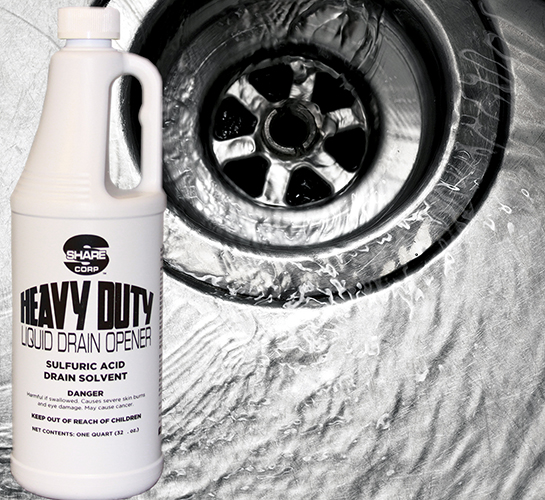 SHARE
CORP
HEAVY DUTY
LIQUID DRAIN OPENER
SULFURIC ACID
DRAIN SOLVENT
DANGER
Harmful if swallowed. Causes severe skin burns
and eye damage. May cause cancer.
KEEP OUT OF REACH OF CHILDREN
NET CONTENTS: ONE QUART (32 . oz.)